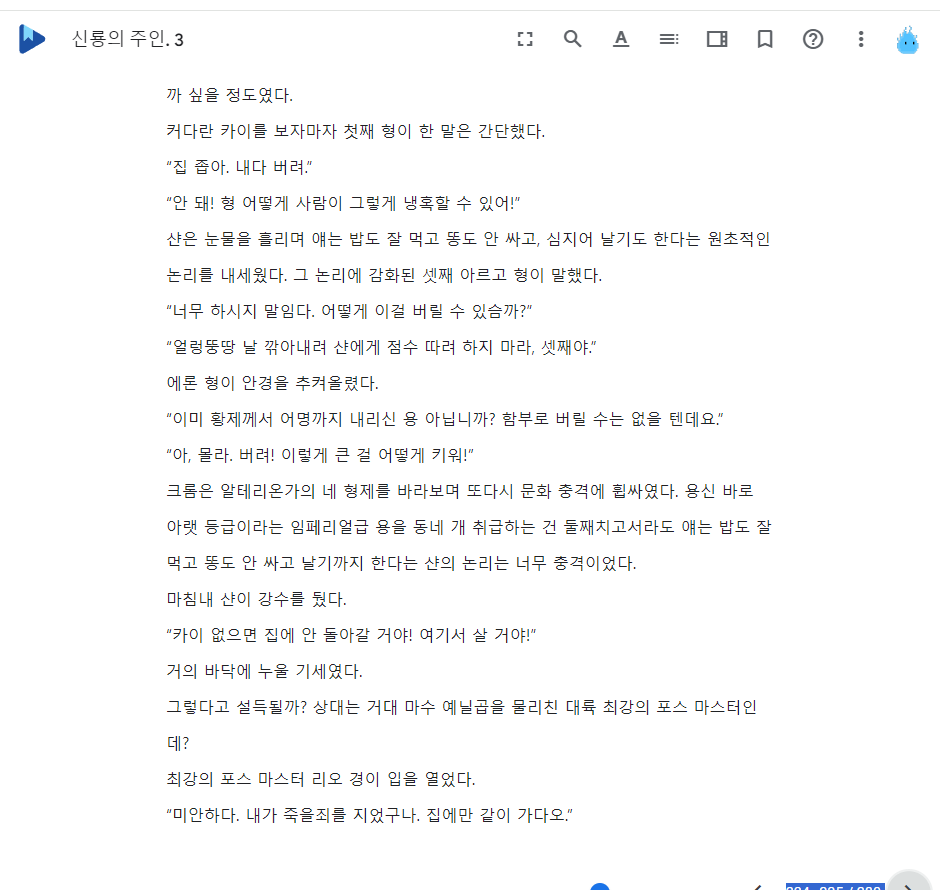 신룡의 주인. 3
까 싶을 정도였다.
커다란 카이를 보자마자 첫째 형이 한 말은 간단했다.
“집 좁아. 내다 버려.”
“안 돼! 형 어떻게 사람이 그렇게 냉혹할 수 있어!”
샨은 눈물을 흘리며 얘는 밥도 잘 먹고 똥도 안 싸고, 심지어 날기도 한다는 원초적인
논리를 내세웠다. 그 논리에 감화된 셋째 아르고 형이 말했다.
“너무 하시지 말임다. 어떻게 이걸 버릴 수 있슴까?”
“얼렁뚱땅 날 깎아내려 샨에게 점수 따려 하지 마라, 셋째야.”
에론 형이 안경을 추켜올렸다.
“이미 황제께서 어명까지 내리신 용 아닙니까? 함부로 버릴 수는 없을 텐데요.”
“아, 몰라. 버려! 이렇게 큰 걸 어떻게 키워!”
크롬은 알테리온가의 네 형제를 바라보며 또다시 문화 충격에 휩싸였다. 용신 바로
아랫 등급이라는 임페리얼급 용을 동네 개 취급하는 건 둘째치고서라도 얘는 밥도 잘
먹고 똥도 안 싸고 날기까지 한다는 샨의 논리는 너무 충격이었다.
마침내 샨이 강수를 뒀다.
“카이 없으면 집에 안 돌아갈 거야! 여기서 살 거야!”
거의 바닥에 누울 기세였다.
그렇다고 설득될까? 상대는 거대 마수 예닐곱을 물리친 대륙 최강의 포스 마스터인
데?
최강의 포스 마스터 리오 경이 입을 열었다.
“미안하다. 내가 죽을죄를 지었구나. 집에만 같이 가다오.”